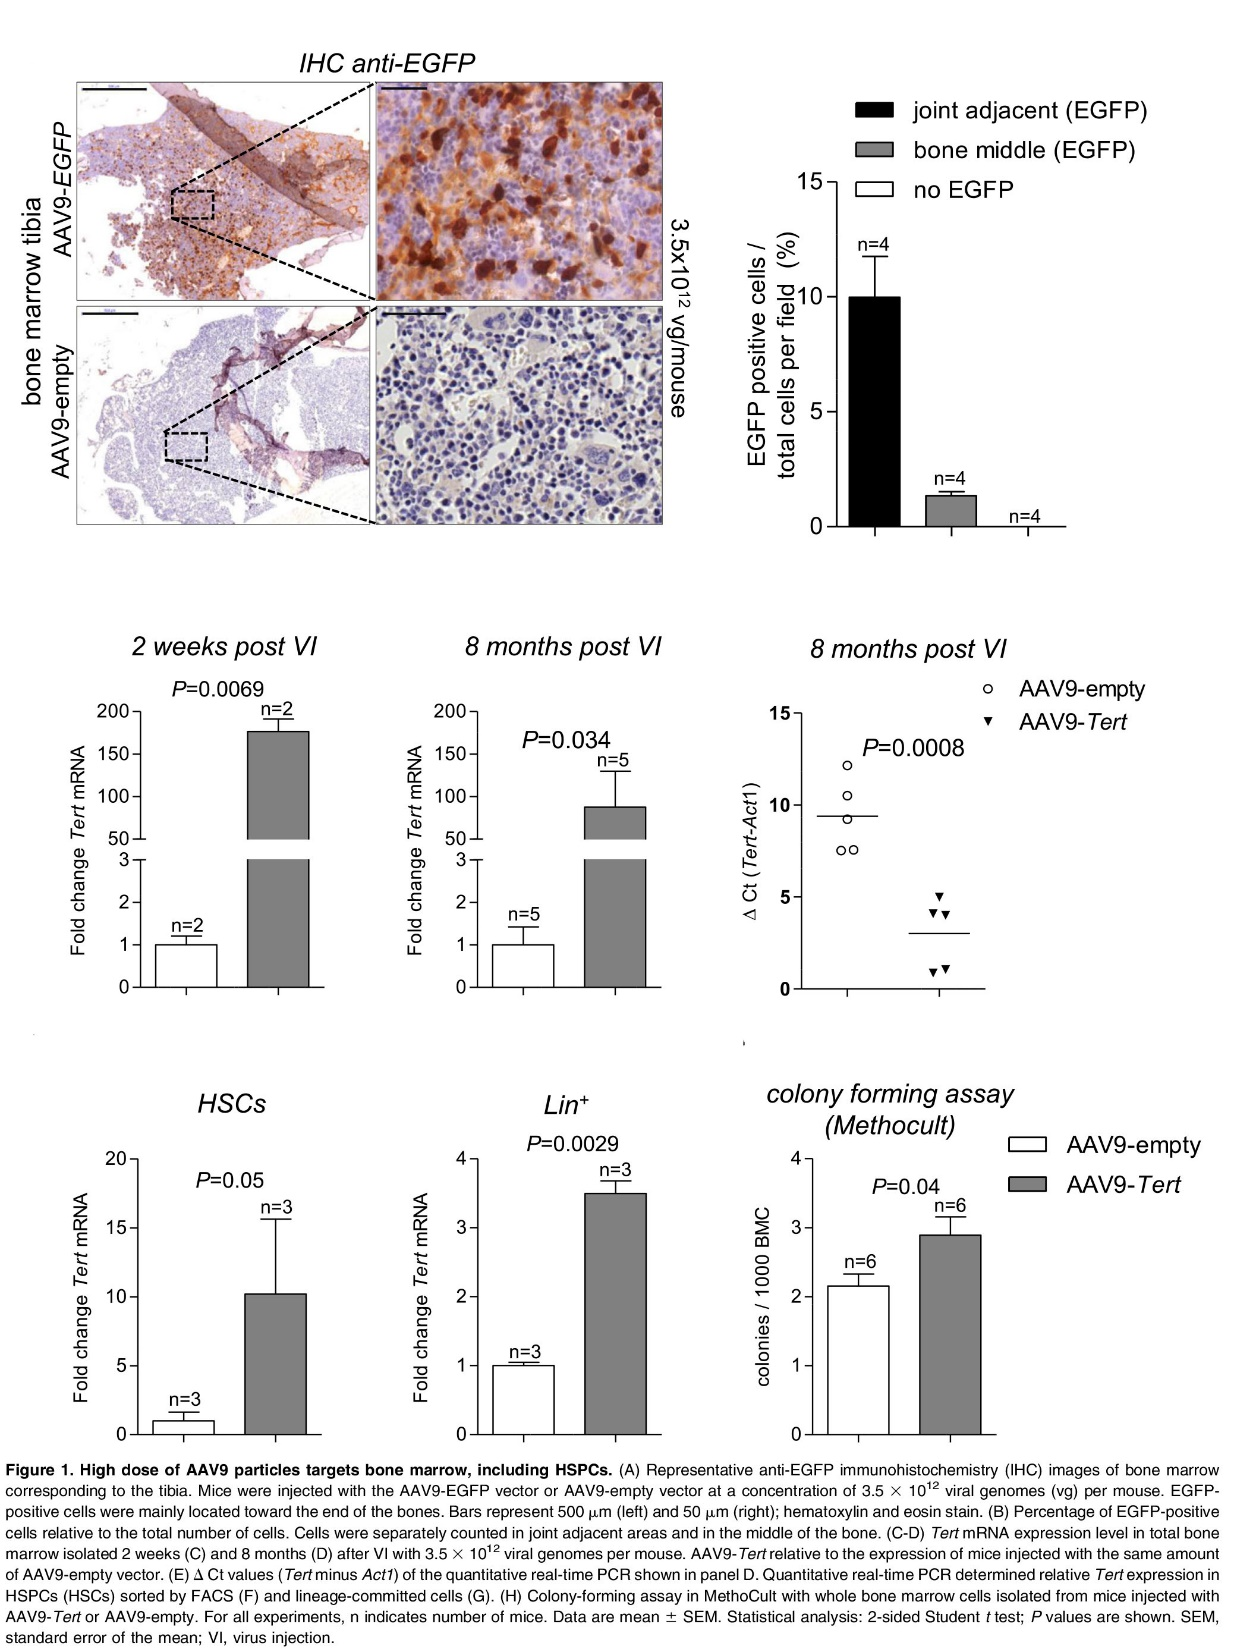 IHC anti-EGFP
bone marrow tibia
AAV9-EGFP
AAV9-empty
3.5x10¹² vg/mouse
joint adjacent (EGFP)
bone middle (EGFP)
no EGFP
EGFP positive cells /
total cells per field (%)
15
10
5
0
n=4
n=4
n=4
2 weeks post VI
P=0.0069
Fold change Tert mRNA
200
150
100
50
3
2
1
0
n=2
n=2
8 months post VI
P=0.034
Fold change Tert mRNA
200
150
100
50
3
2
1
0
n=5
n=5
8 months post VI
AAV9-empty
AAV9-Tert
P=0.0008
Δ Ct (Tert-Act1)
15
10
5
0
HSCs
P=0.05
Fold change Tert mRNA
20
15
10
5
0
n=3
n=3
Lin⁺
P=0.0029
Fold change Tert mRNA
4
3
2
1
0
n=3
n=3
colony forming assay
(Methocult)
AAV9-empty
AAV9-Tert
P=0.04
colonies / 1000 BMC
4
3
2
1
0
n=6
n=6
Figure 1. High dose of AAV9 particles targets bone marrow, including HSPCs. (A) Representative anti-EGFP immunohistochemistry (IHC) images of bone marrow
corresponding to the tibia. Mice were injected with the AAV9-EGFP vector or AAV9-empty vector at a concentration of 3.5 × 10¹² viral genomes (vg) per mouse. EGFP-
positive cells were mainly located toward the end of the bones. Bars represent 500 μm (left) and 50 μm (right); hematoxylin and eosin stain. (B) Percentage of EGFP-positive
cells relative to the total number of cells. Cells were separately counted in joint adjacent areas and in the middle of the bone. (C-D) Tert mRNA expression level in total bone
marrow isolated 2 weeks (C) and 8 months (D) after VI with 3.5 × 10¹² viral genomes per mouse. AAV9-Tert relative to the expression of mice injected with the same amount
of AAV9-empty vector. (E) Δ Ct values (Tert minus Act1) of the quantitative real-time PCR shown in panel D. Quantitative real-time PCR determined relative Tert expression in
HSPCs (HSCs) sorted by FACS (F) and lineage-committed cells (G). (H) Colony-forming assay in MethoCult with whole bone marrow cells isolated from mice injected with
AAV9-Tert or AAV9-empty. For all experiments, n indicates number of mice. Data are mean ± SEM. Statistical analysis: 2-sided Student t test; P values are shown. SEM,
standard error of the mean; VI, virus injection.